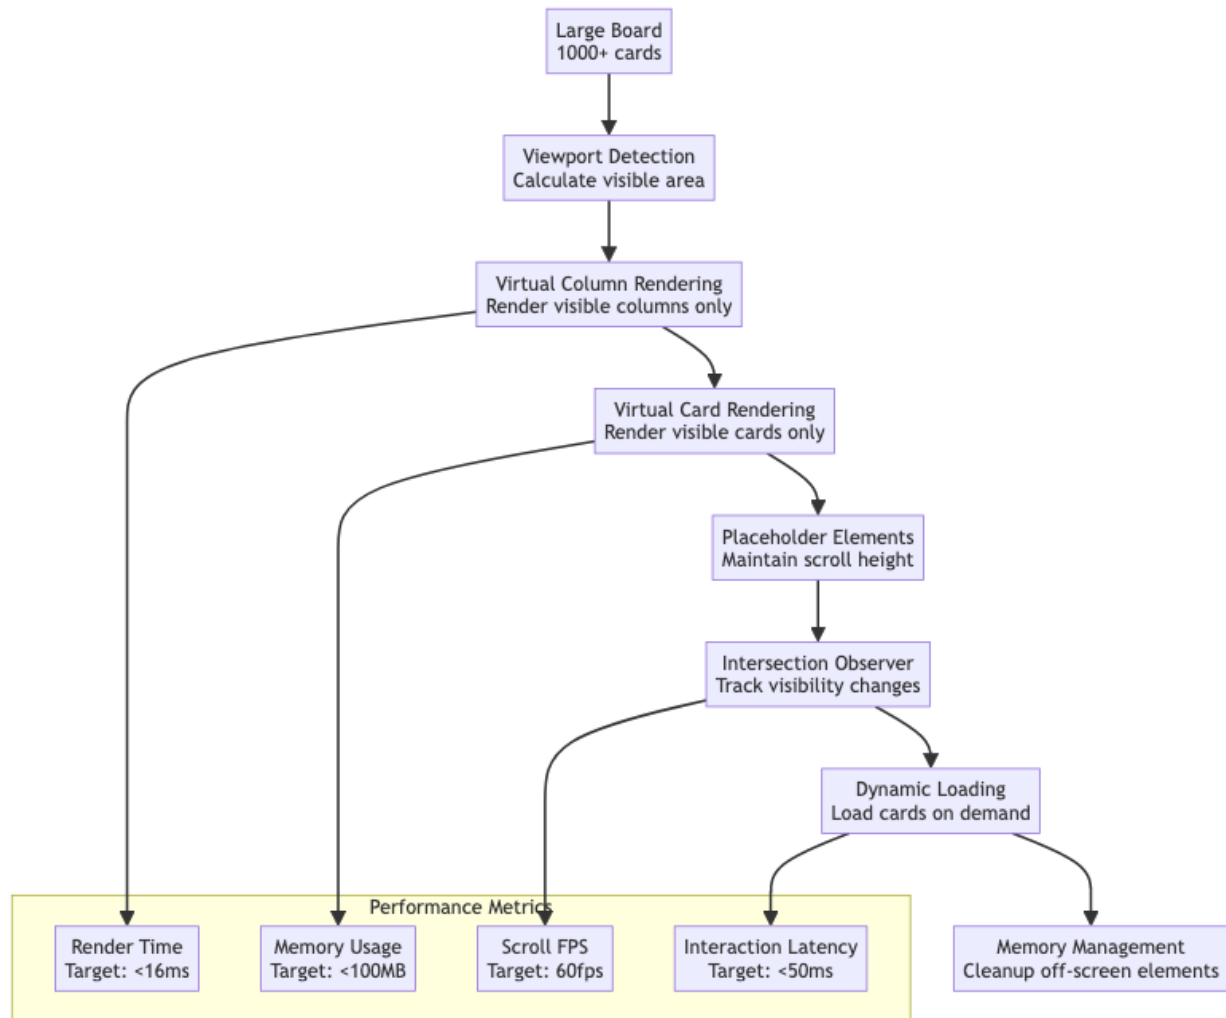 Large Board
1000+ cards
Viewport Detection
Calculate visible area
Virtual Column Rendering
Render visible columns only
Virtual Card Rendering
Render visible cards only
Placeholder Elements
Maintain scroll height
Intersection Observer
Track visibility changes
Dynamic Loading
Load cards on demand
Performance Metrics
Render Time
Target: <16ms
Memory Usage
Target: <100MB
Scroll FPS
Target: 60fps
Interaction Latency
Target: <50ms
Memory Management
Cleanup off-screen elements